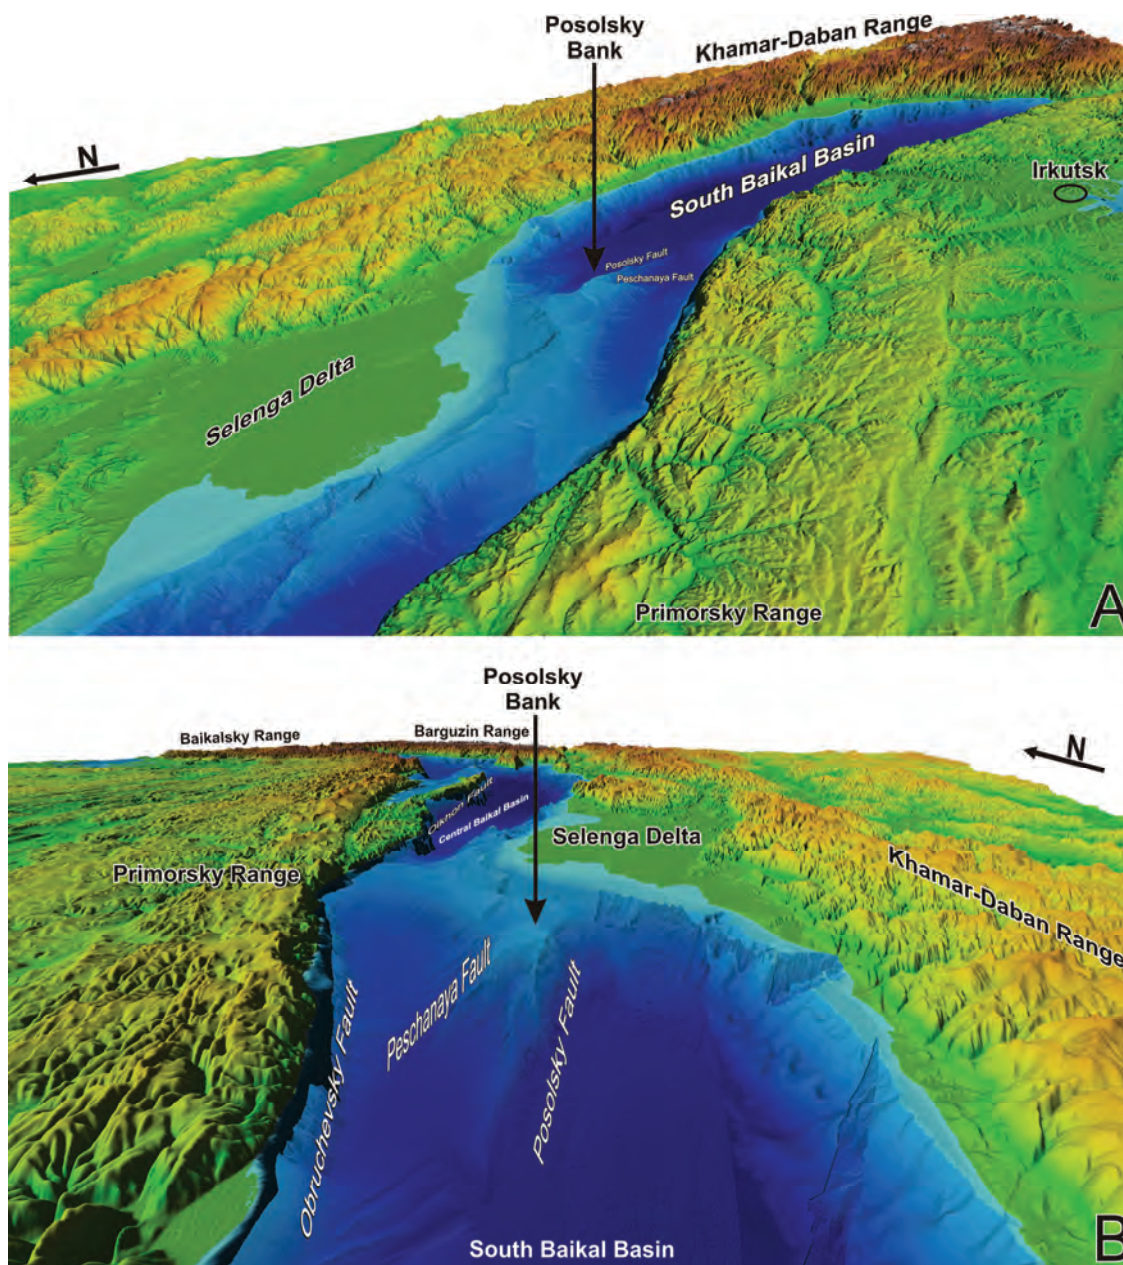 Posolsky
Bank
Khamar-Daban Range
N
South Baikal Basin
Irkutsk
Posolsky Fault
Peschanaya Fault
Selenga Delta
Primorsky Range
A
Posolsky
Bank
Baikalsky Range
Barguzin Range
N
Olkhon Fault
Central Baikal Basin
Selenga Delta
Primorsky Range
Khamar-Daban Range
Peschanaya Fault
Posolsky Fault
Obruchevsky Fault
South Baikal Basin
B